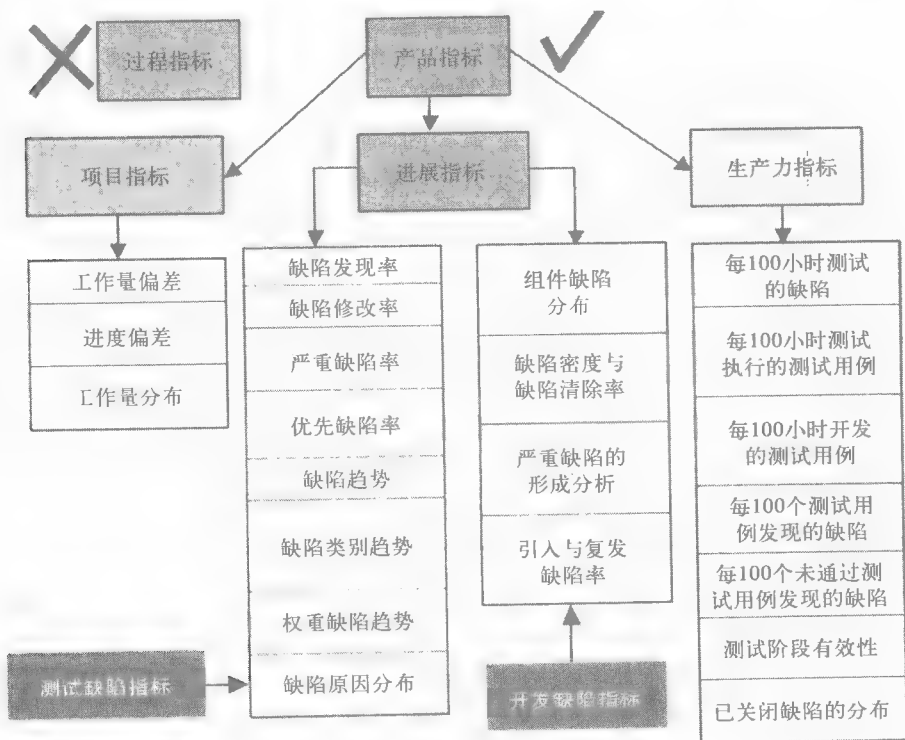 过程指标
产品指标
项目指标
进展指标
生产力指标
工作量偏差
进度偏差
工作量分布
缺陷发现率
缺陷修改率
严重缺陷率
优先缺陷率
缺陷趋势
缺陷类别趋势
权重缺陷趋势
缺陷原因分布
组件缺陷
分布
缺陷密度与
缺陷清除率
严重缺陷的
形成分析
引入与复发
缺陷率
每100小时测试
的缺陷
每100小时测试
执行的测试用例
每100小时开发
的测试用例
每100个测试用
例发现的缺陷
每100个未通过测
试用例发现的缺陷
测试阶段有效性
已关闭缺陷的分布
测试缺陷指标
开发缺陷指标